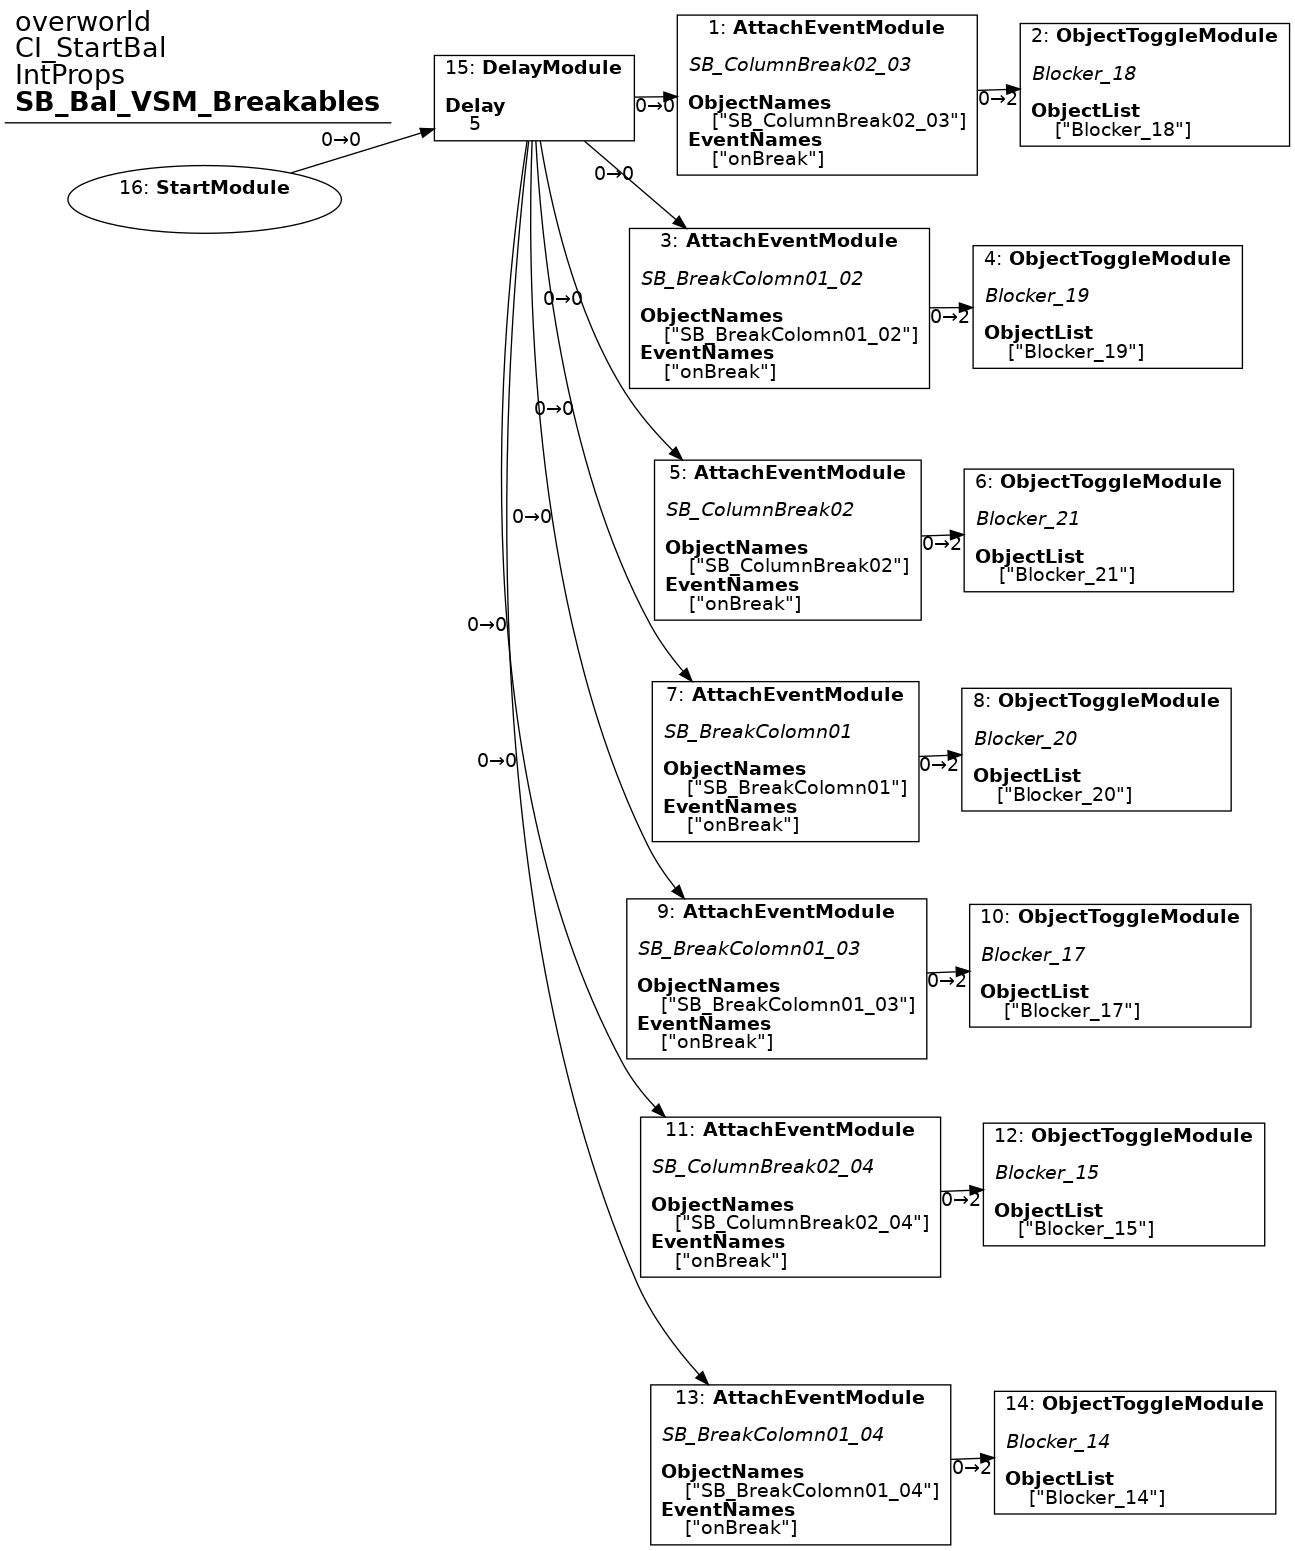 overworld
CI_StartBal
IntProps
SB_Bal_VSM_Breakables
16: StartModule
0→0
15: DelayModule
Delay
5
0→0
1: AttachEventModule
SB_ColumnBreak02_03
ObjectNames
["SB_ColumnBreak02_03"]
EventNames
["onBreak"]
0→2
2: ObjectToggleModule
Blocker_18
ObjectList
["Blocker_18"]
0→0
3: AttachEventModule
SB_BreakColomn01_02
ObjectNames
["SB_BreakColomn01_02"]
EventNames
["onBreak"]
0→2
4: ObjectToggleModule
Blocker_19
ObjectList
["Blocker_19"]
0→0
5: AttachEventModule
SB_ColumnBreak02
ObjectNames
["SB_ColumnBreak02"]
EventNames
["onBreak"]
0→2
6: ObjectToggleModule
Blocker_21
ObjectList
["Blocker_21"]
0→0
7: AttachEventModule
SB_BreakColomn01
ObjectNames
["SB_BreakColomn01"]
EventNames
["onBreak"]
0→2
8: ObjectToggleModule
Blocker_20
ObjectList
["Blocker_20"]
0→0
9: AttachEventModule
SB_BreakColomn01_03
ObjectNames
["SB_BreakColomn01_03"]
EventNames
["onBreak"]
0→2
10: ObjectToggleModule
Blocker_17
ObjectList
["Blocker_17"]
0→0
11: AttachEventModule
SB_ColumnBreak02_04
ObjectNames
["SB_ColumnBreak02_04"]
EventNames
["onBreak"]
0→2
12: ObjectToggleModule
Blocker_15
ObjectList
["Blocker_15"]
0→0
13: AttachEventModule
SB_BreakColomn01_04
ObjectNames
["SB_BreakColomn01_04"]
EventNames
["onBreak"]
0→2
14: ObjectToggleModule
Blocker_14
ObjectList
["Blocker_14"]